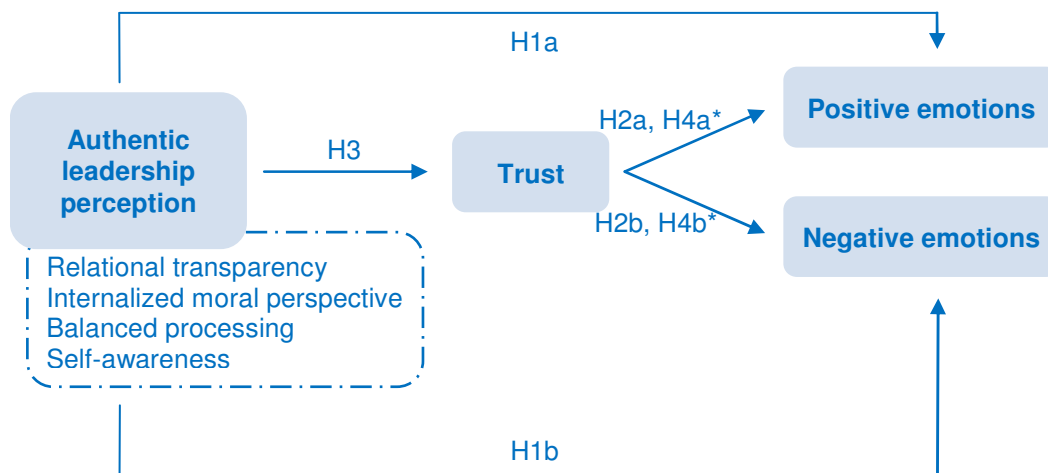 H1a
Authentic
leadership
perception
H3
Trust
H2a, H4a*
Positive emotions
H2b, H4b*
Negative emotions
Relational transparency
Internalized moral perspective
Balanced processing
Self-awareness
H1b